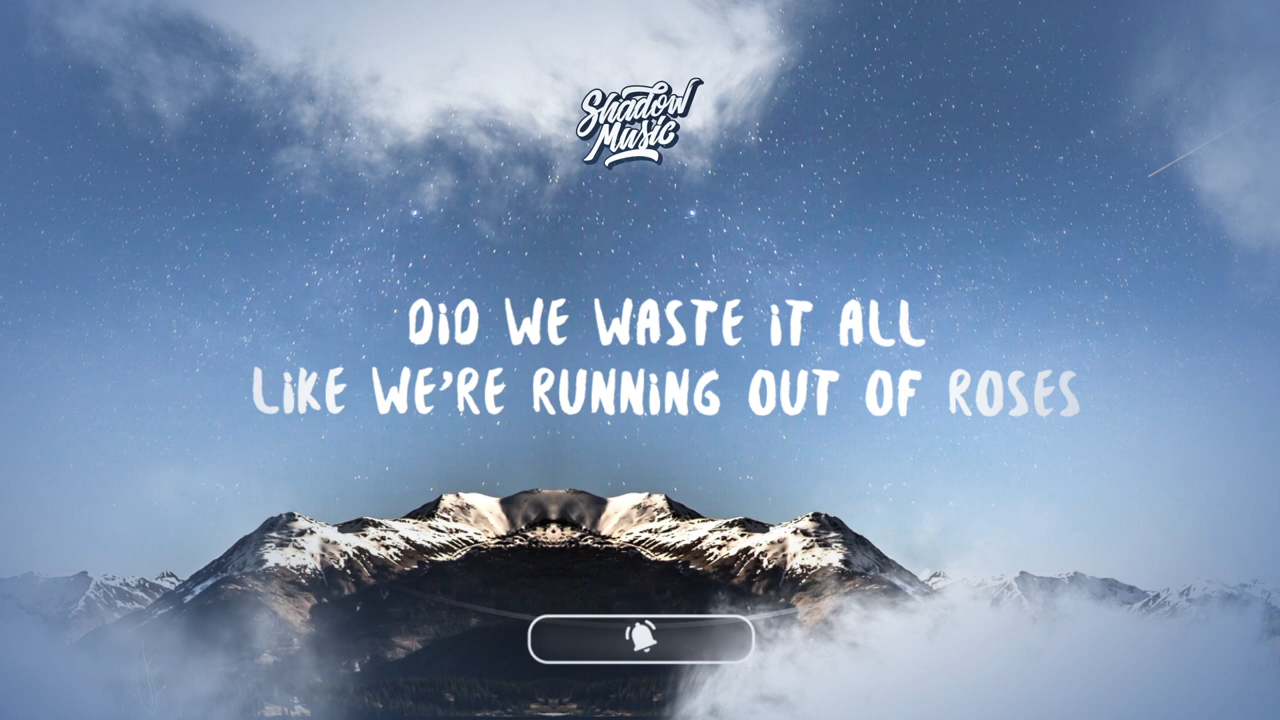 Shadow
Music
DiD WE WASTE iT ALL
LiKE WE'RE RUNNiNG OUT OF ROSES